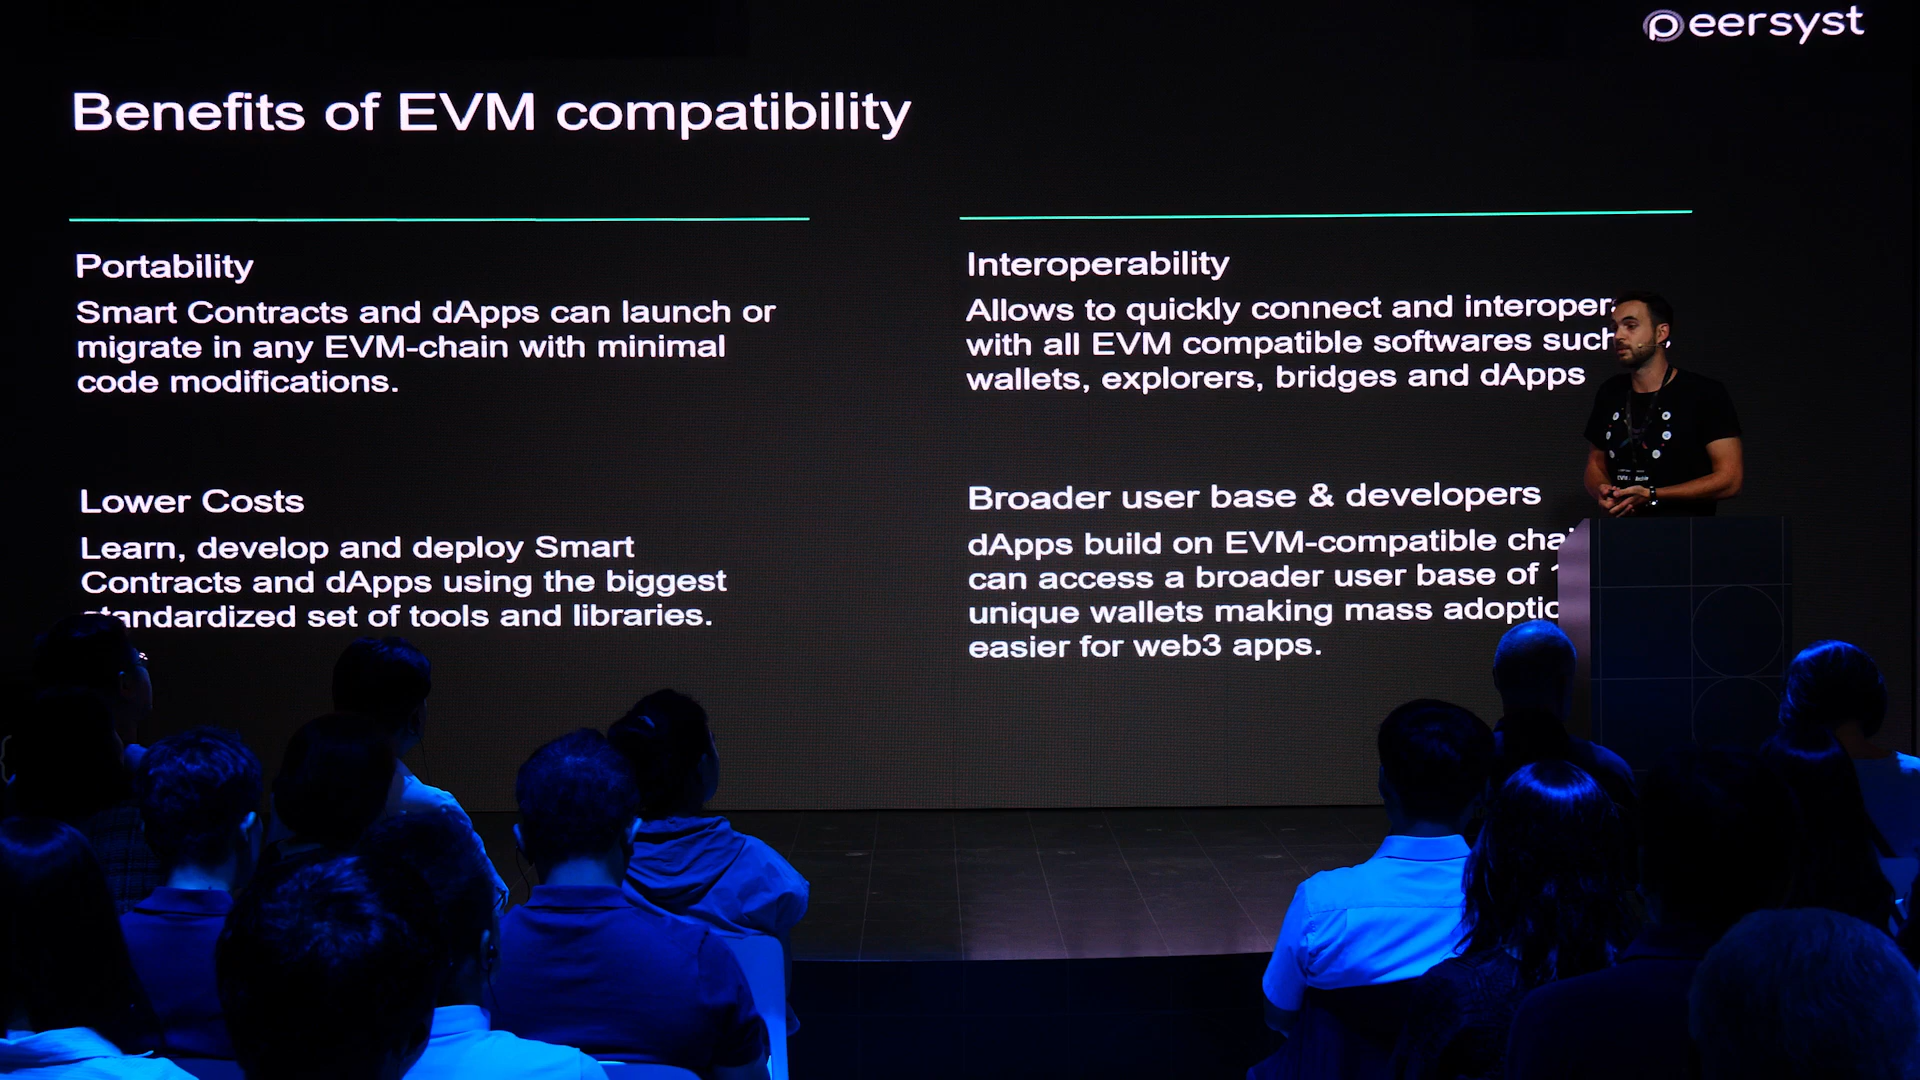 peersyst
Benefits of EVM compatibility
Portability
Smart Contracts and dApps can launch or
migrate in any EVM-chain with minimal
code modifications.
Interoperability
Allows to quickly connect and
with all EVM compatible softwares such
wallets, explorers, bridges and dApps
Lower Costs
Learn, develop and deploy Smart
Contracts and dApps using the biggest
standardized set of tools and libraries.
Broader user base & developers
dApps build on EVM-compatible
can access a broader user base of
unique wallets making mass
easier for web3 apps.